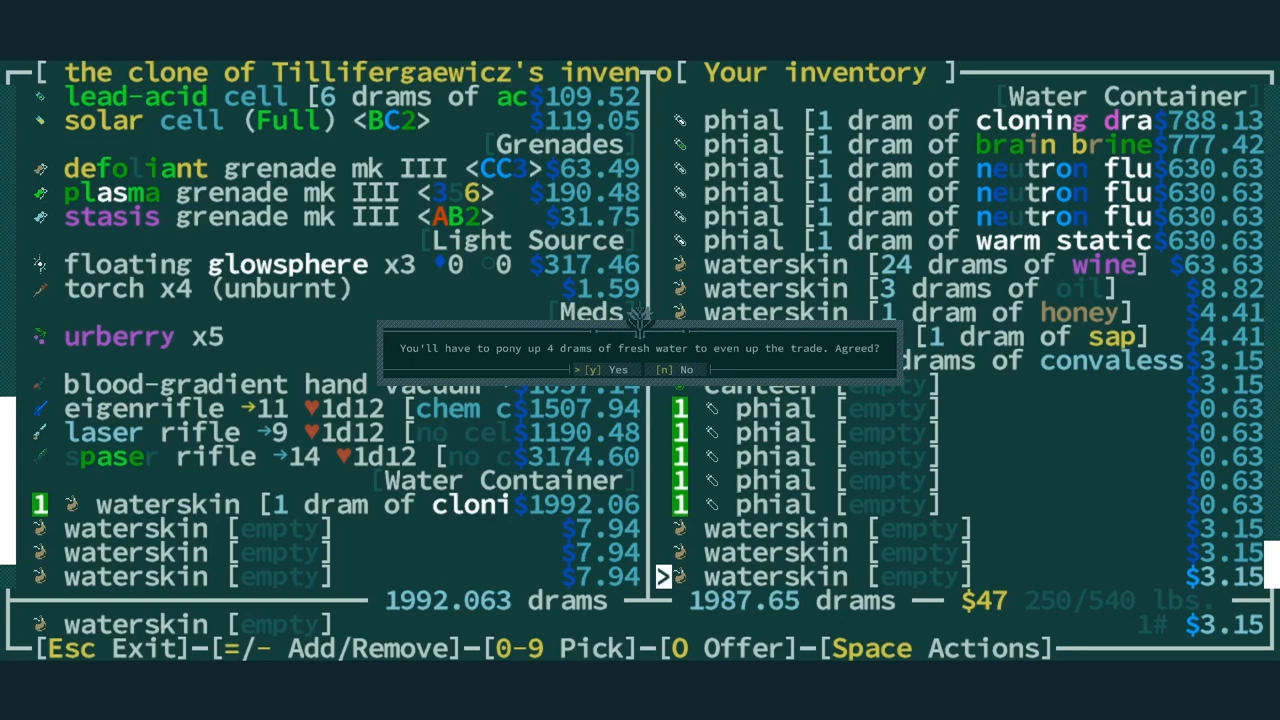 [ the clone of Tillifergaewicz's inven
lead-acid cell [6 drams of ac $109.52
solar cell (Full) <BC2> $119.05
[Grenades]
defoliant grenade mk III <CC3> $63.49
plasma grenade mk III <356> $190.48
stasis grenade mk III <AB2> $31.75
[Light Source]
floating glowsphere x3 ♦0 ○0 $317.46
torch x4 (unburnt) $1.59
[Meds
urberry x5
blood-gradient hand vacuum $1057.14
eigenrifle →11 ♥1d12 [chem c $1507.94
laser rifle →9 ♥1d12 [no cel $1190.48
spaser rifle →14 ♥1d12 [no c $3174.60
[Water Container]
1 waterskin [1 dram of cloni $1992.06
waterskin [empty] $7.94
waterskin [empty] $7.94
waterskin [empty] $7.94
1992.063 drams
waterskin [empty]
o[ Your inventory ]
[Water Container]
phial [1 dram of cloning dra $788.13
phial [1 dram of brain brine $777.42
phial [1 dram of neutron flu $630.63
phial [1 dram of neutron flu $630.63
phial [1 dram of neutron flu $630.63
phial [1 dram of warm static $630.63
waterskin [24 drams of wine] $63.63
waterskin [3 drams of oil] $8.82
waterskin [1 dram of honey] $4.41
[1 dram of sap] $4.41
drams of convaless $3.15
canteen [empty] $3.15
1 phial [empty] $0.63
1 phial [empty] $0.63
1 phial [empty] $0.63
1 phial [empty] $0.63
1 phial [empty] $0.63
waterskin [empty] $3.15
waterskin [empty] $3.15
> waterskin [empty] $3.15
1987.65 drams — $47 250/540 lbs.
1# $3.15
You'll have to pony up 4 drams of fresh water to even up the trade. Agreed?
> [y] Yes [n] No
[Esc Exit]—[=/- Add/Remove]—[0-9 Pick]—[O Offer]—[Space Actions]